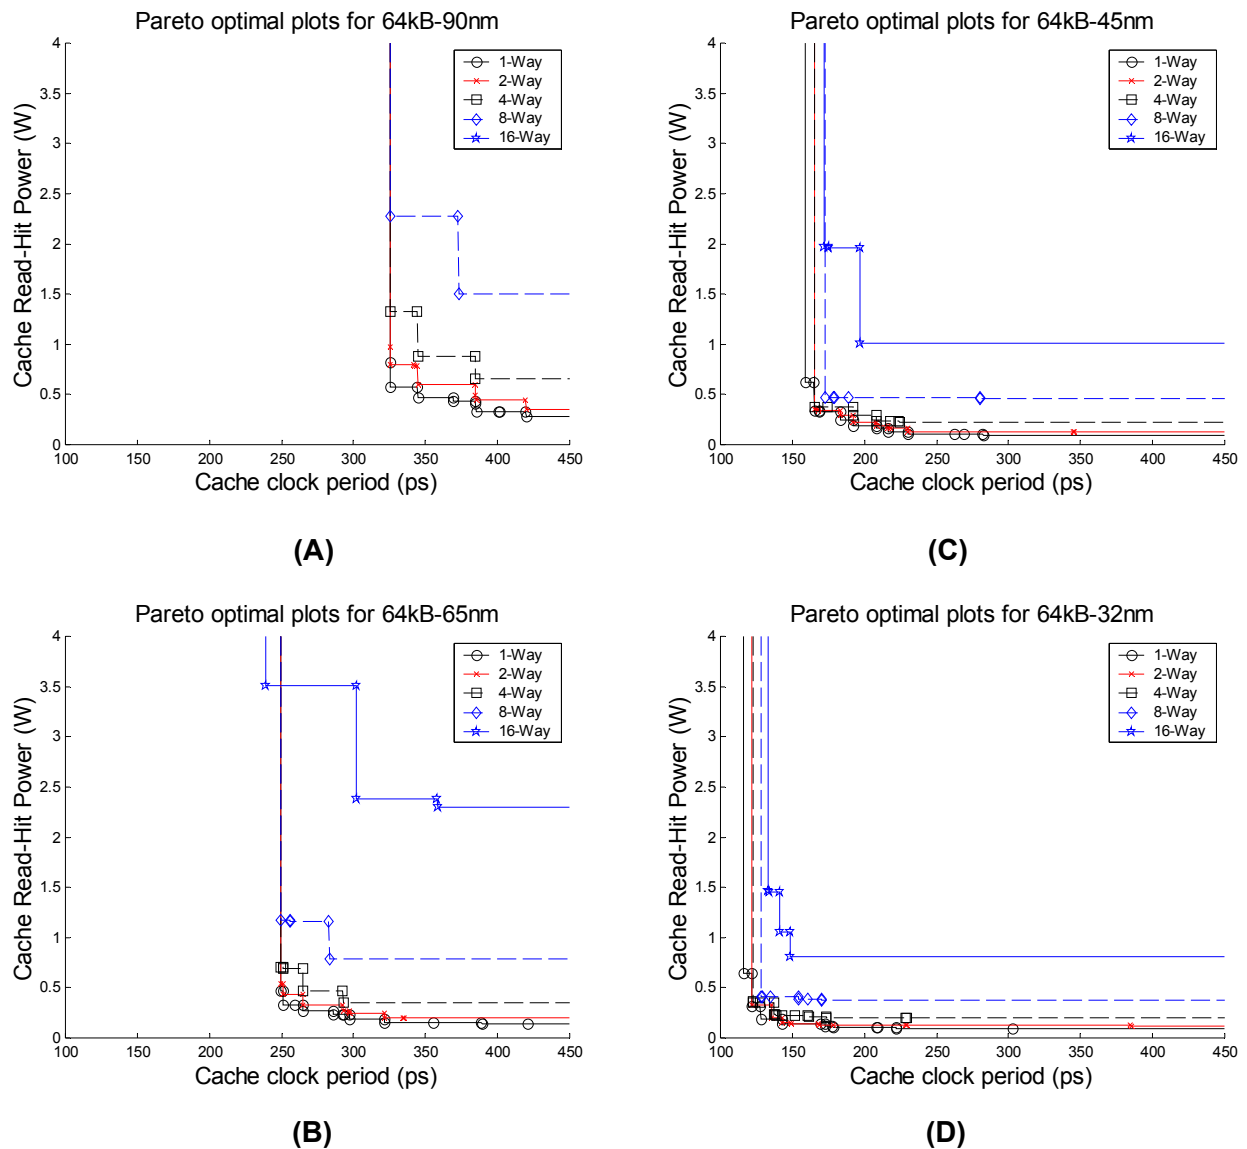 Pareto optimal plots for 64kB-90nm
Cache Read-Hit Power (W)
4
3.5
3
2.5
2
1.5
1
0.5
0
1-Way
2-Way
4-Way
8-Way
16-Way
100 150 200 250 300 350 400 450
Cache clock period (ps)
(A)
Pareto optimal plots for 64kB-45nm
Cache Read-Hit Power (W)
4
3.5
3
2.5
2
1.5
1
0.5
0
1-Way
2-Way
4-Way
8-Way
16-Way
100 150 200 250 300 350 400 450
Cache clock period (ps)
(C)
Pareto optimal plots for 64kB-65nm
Cache Read-Hit Power (W)
4
3.5
3
2.5
2
1.5
1
0.5
0
1-Way
2-Way
4-Way
8-Way
16-Way
100 150 200 250 300 350 400 450
Cache clock period (ps)
(B)
Pareto optimal plots for 64kB-32nm
Cache Read-Hit Power (W)
4
3.5
3
2.5
2
1.5
1
0.5
0
1-Way
2-Way
4-Way
8-Way
16-Way
100 150 200 250 300 350 400 450
Cache clock period (ps)
(D)